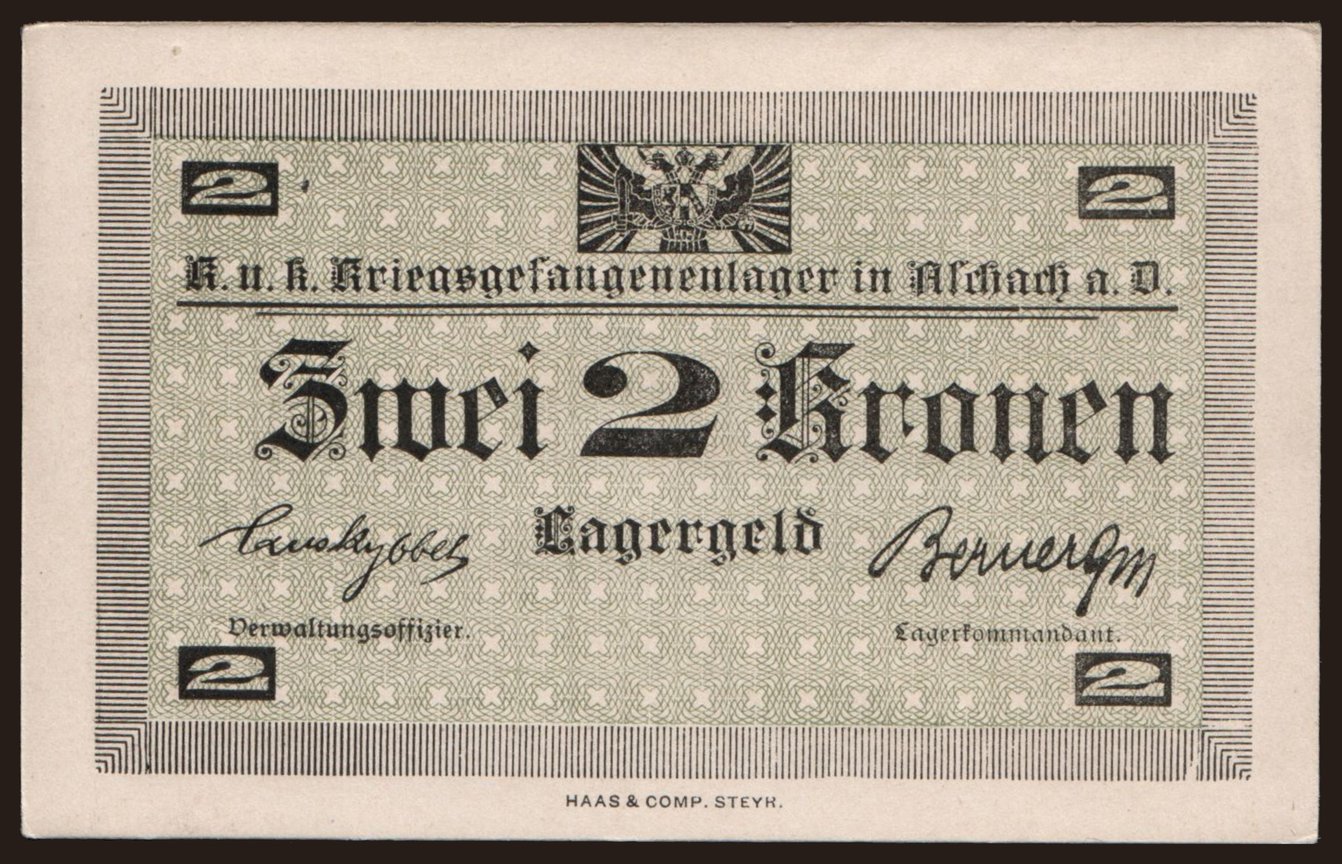 2 2
K. u. k. Kriegsgefangenenlager in Aschach a. D.
Zwei 2 Kronen
Lagergeld
Verwaltungsoffizier. Lagerkommandant.
2 2
HAAS & COMP. STEYR.